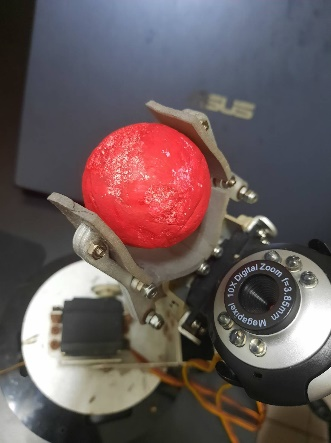 ASUS
10X Digital Zoom f=3.85mm
Megapixel